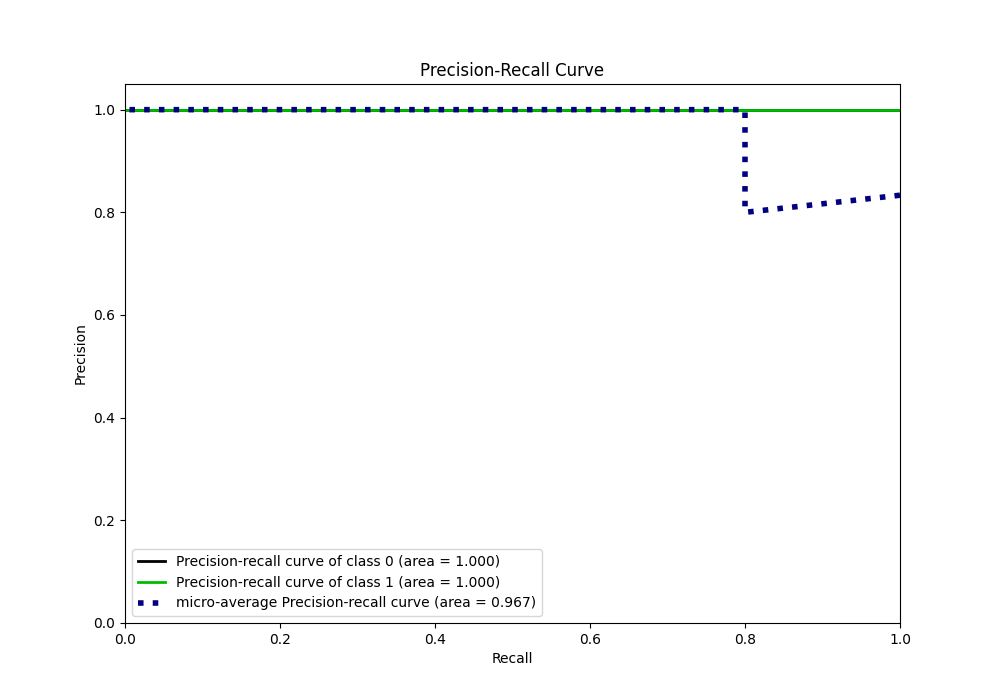 Precision-Recall Curve
1.0
0.8
0.6
0.4
0.2
0.0
Precision
Precision-recall curve of class 0 (area = 1.000)
Precision-recall curve of class 1 (area = 1.000)
micro-average Precision-recall curve (area = 0.967)
0.0 0.2 0.4 0.6 0.8 1.0
Recall